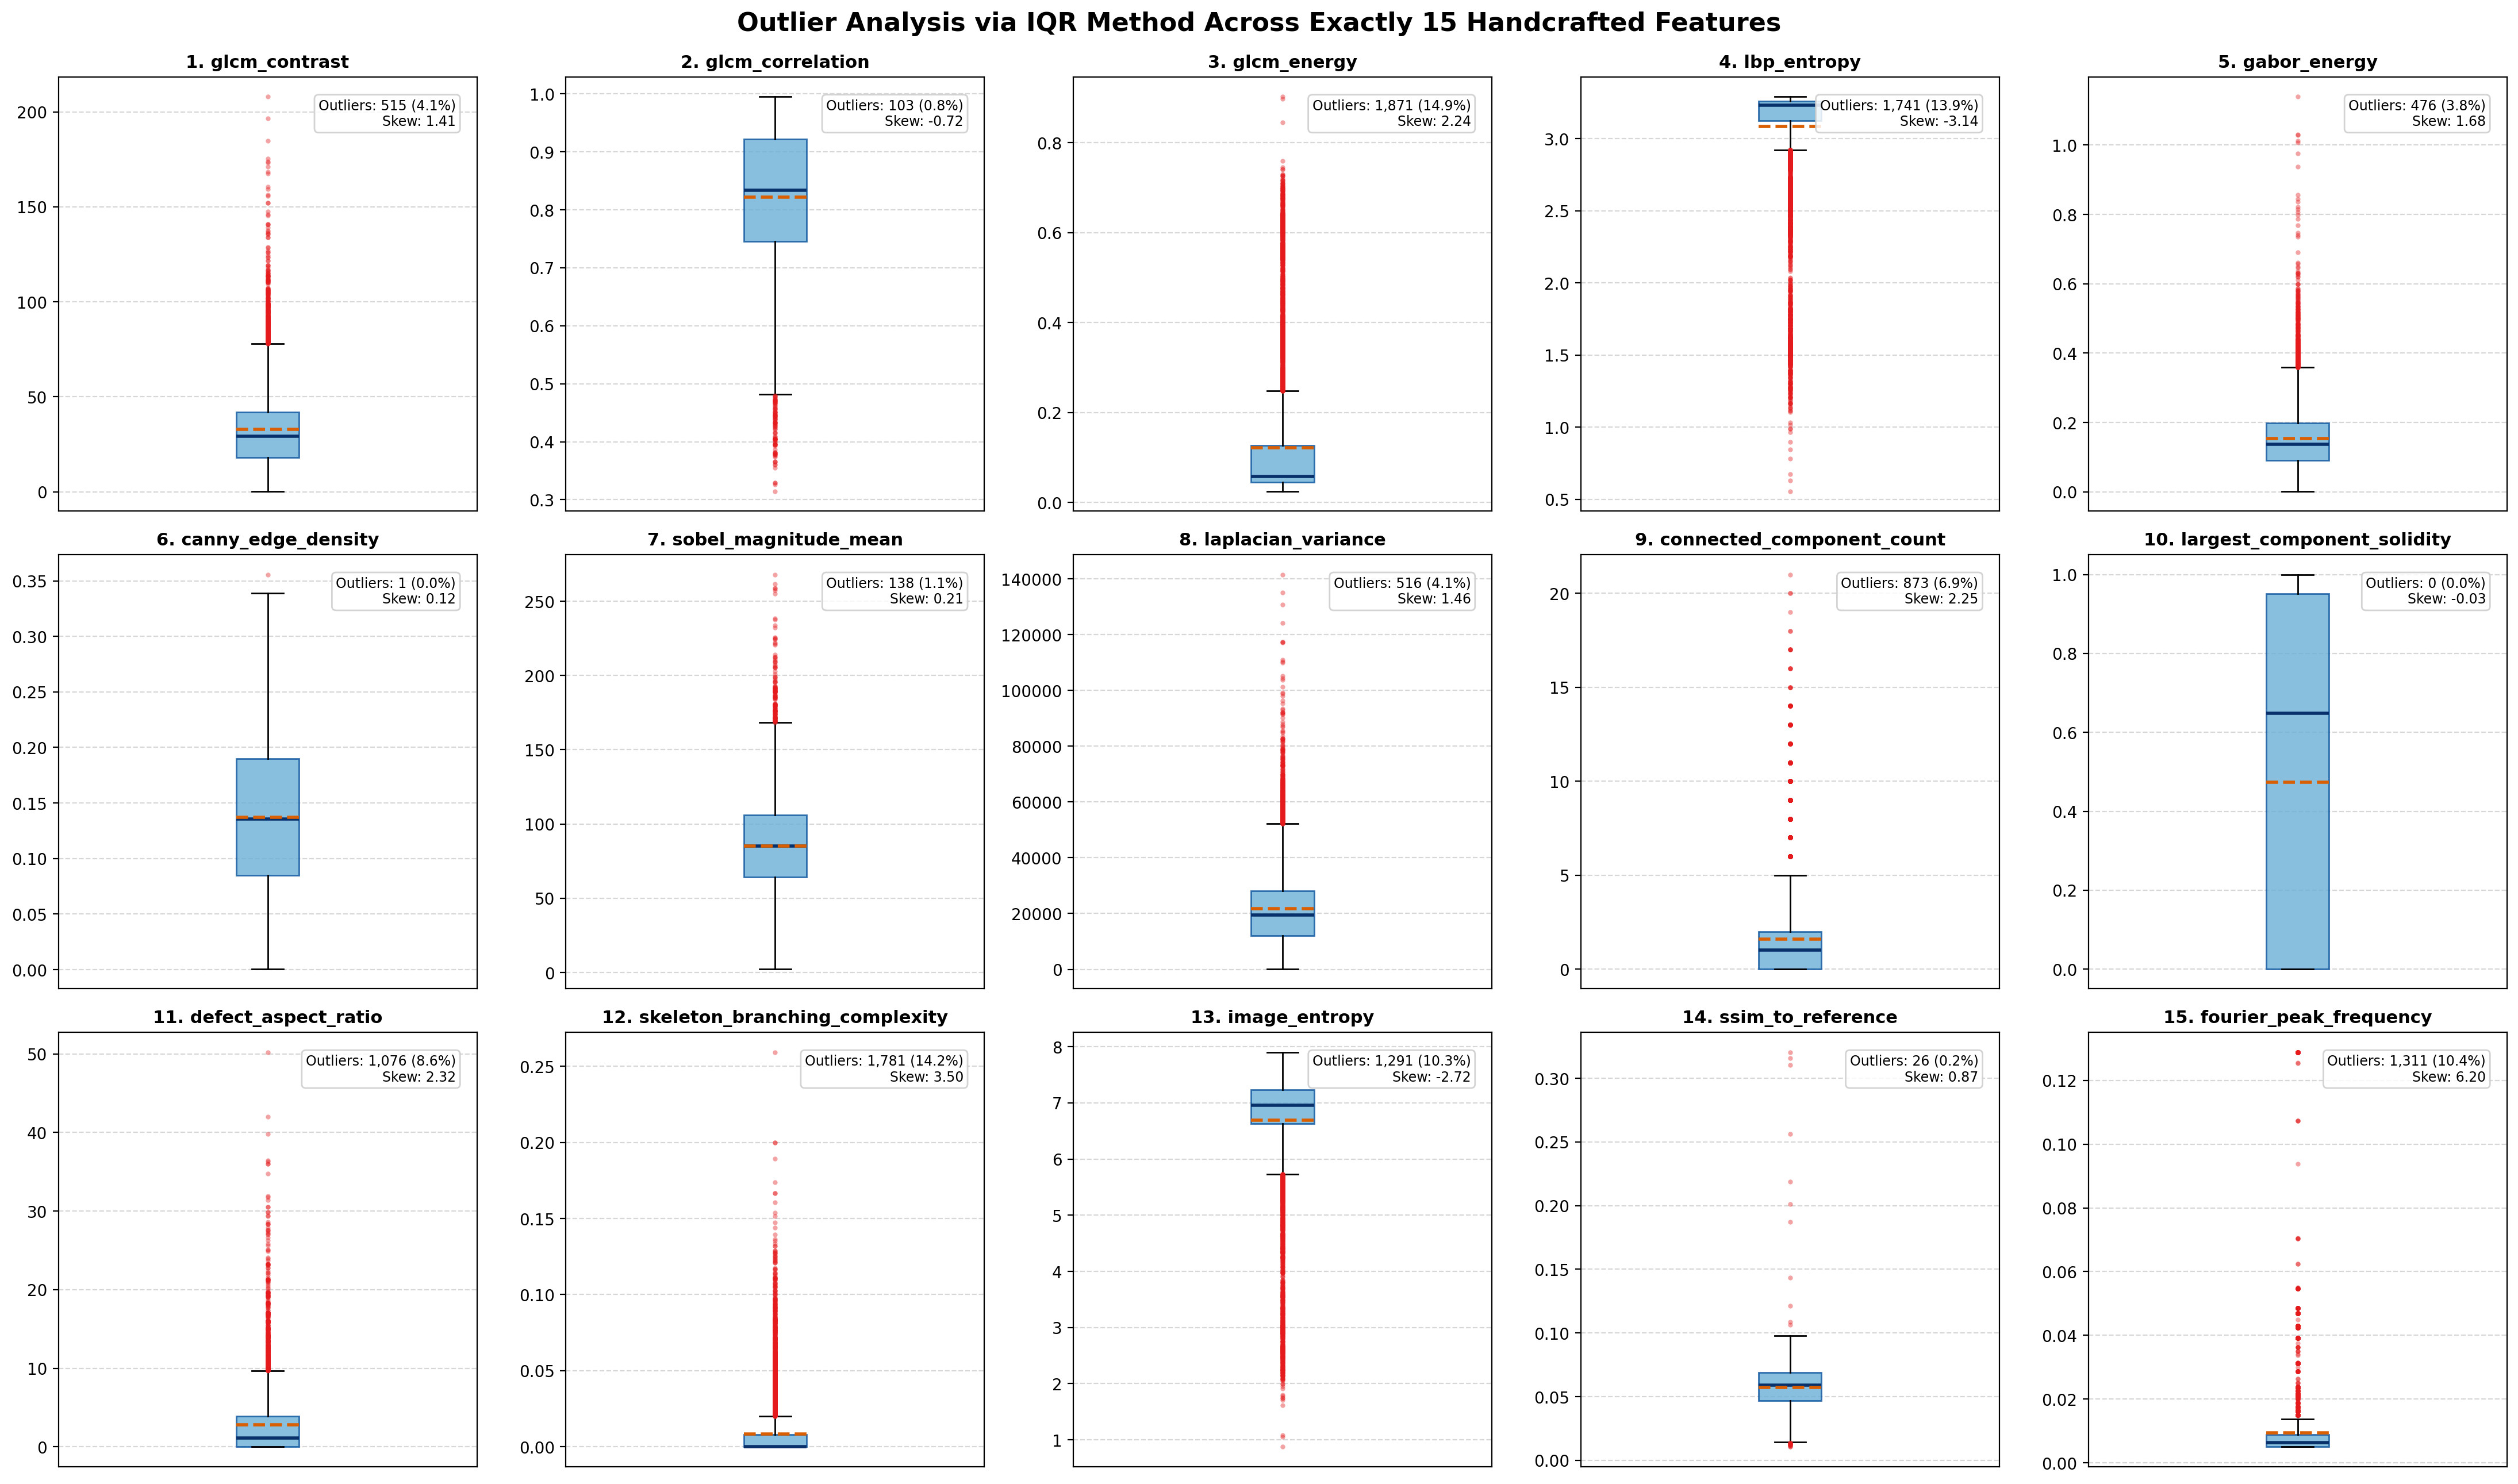 Outlier Analysis via IQR Method Across Exactly 15 Handcrafted Features
1. glcm_contrast
Outliers: 515 (4.1%)
Skew: 1.41
200
150
100
50
0
2. glcm_correlation
Outliers: 103 (0.8%)
Skew: -0.72
1.0
0.9
0.8
0.7
0.6
0.5
0.4
0.3
3. glcm_energy
Outliers: 1,871 (14.9%)
Skew: 2.24
0.8
0.6
0.4
0.2
0.0
4. lbp_entropy
Outliers: 1,741 (13.9%)
Skew: -3.14
3.0
2.5
2.0
1.5
1.0
0.5
5. gabor_energy
Outliers: 476 (3.8%)
Skew: 1.68
1.0
0.8
0.6
0.4
0.2
0.0
6. canny_edge_density
Outliers: 1 (0.0%)
Skew: 0.12
0.35
0.30
0.25
0.20
0.15
0.10
0.05
0.00
7. sobel_magnitude_mean
Outliers: 138 (1.1%)
Skew: 0.21
250
200
150
100
50
0
8. laplacian_variance
Outliers: 516 (4.1%)
Skew: 1.46
140000
120000
100000
80000
60000
40000
20000
0
9. connected_component_count
Outliers: 873 (6.9%)
Skew: 2.25
20
15
10
5
0
10. largest_component_solidity
Outliers: 0 (0.0%)
Skew: -0.03
1.0
0.8
0.6
0.4
0.2
0.0
11. defect_aspect_ratio
Outliers: 1,076 (8.6%)
Skew: 2.32
50
40
30
20
10
0
12. skeleton_branching_complexity
Outliers: 1,781 (14.2%)
Skew: 3.50
0.25
0.20
0.15
0.10
0.05
0.00
13. image_entropy
Outliers: 1,291 (10.3%)
Skew: -2.72
8
7
6
5
4
3
2
1
14. ssim_to_reference
Outliers: 26 (0.2%)
Skew: 0.87
0.30
0.25
0.20
0.15
0.10
0.05
0.00
15. fourier_peak_frequency
Outliers: 1,311 (10.4%)
Skew: 6.20
0.12
0.10
0.08
0.06
0.04
0.02
0.00